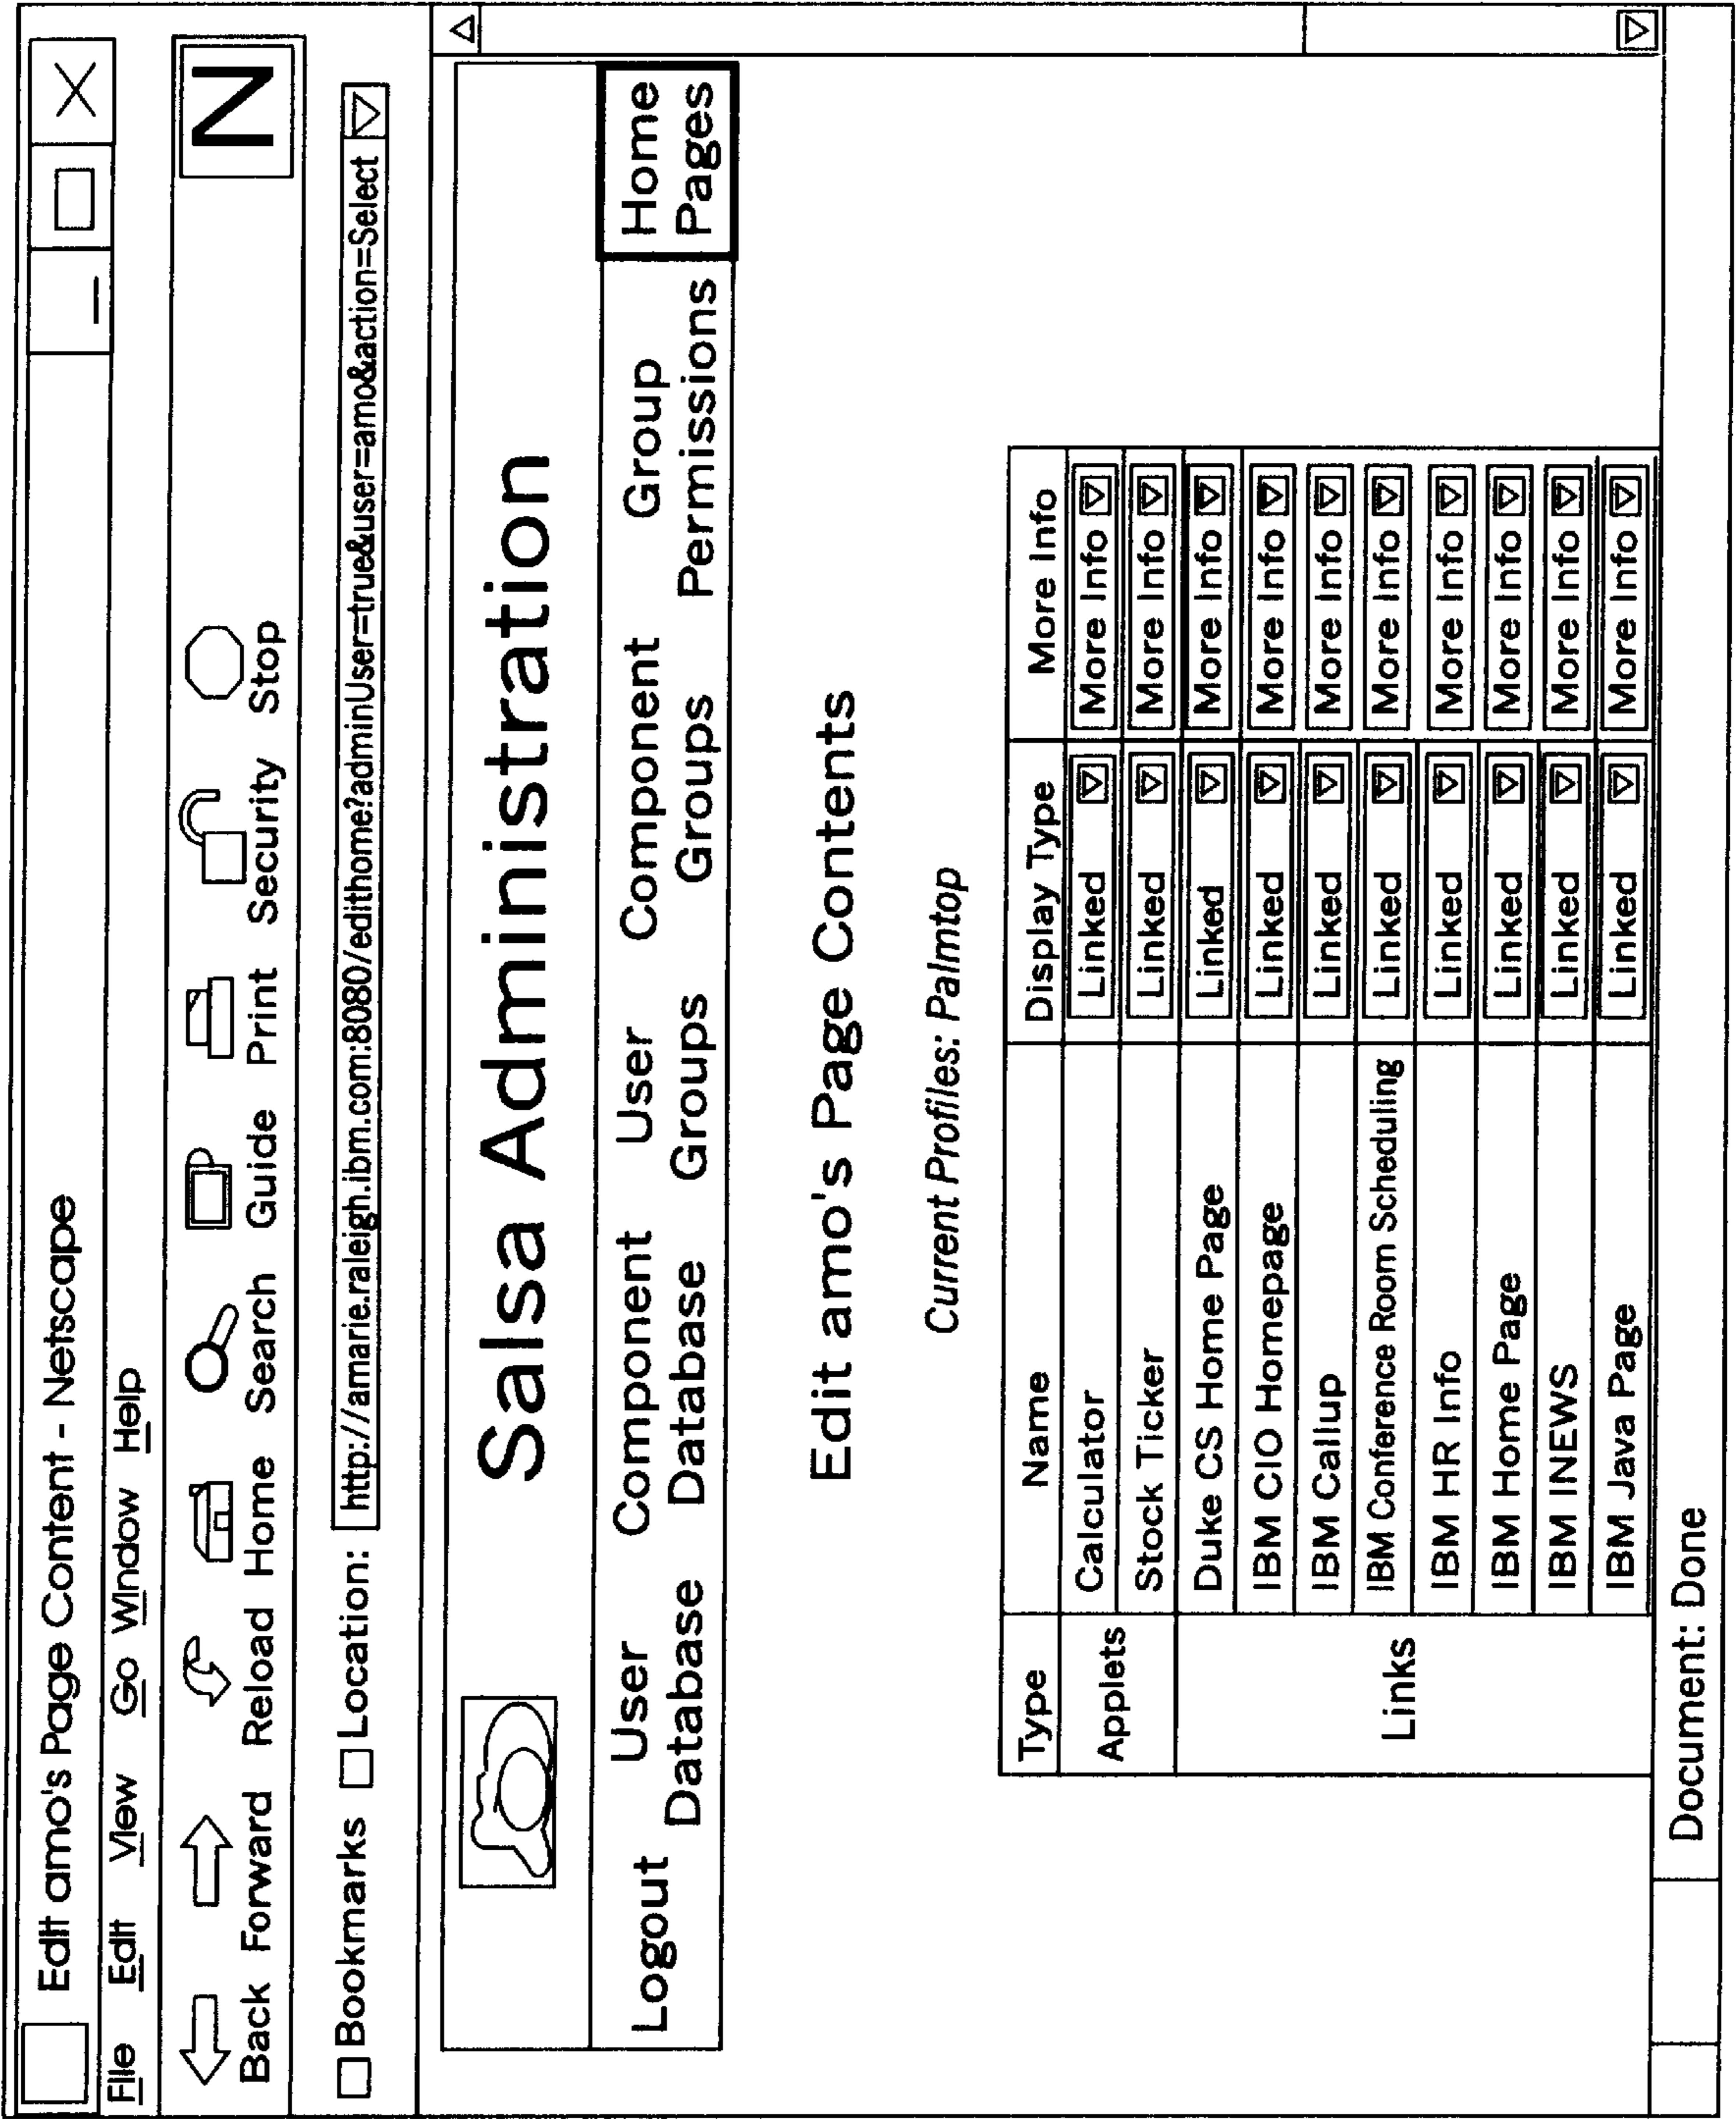 Edit amo's Page Content - Netscape
File Edit View Go Window Help
N
Back Forward Reload Home Search Guide Print Security Stop
Bookmarks Location: http://amarie.raleigh.ibm.com:8080/edithome?adminUser=true&user=amo&action=Select
Salsa Administration
Logout User Database Component Database User Groups Component Groups Group Permissions Home Pages
Edit amo's Page Contents
Current Profiles: Palmtop
Type Name Display Type More Info
Applets Calculator Linked More Info
Stock Ticker Linked More Info
Links Duke CS Home Page Linked More Info
IBM CIO Homepage Linked More Info
IBM Callup Linked More Info
IBM Conference Room Scheduling Linked More Info
IBM HR Info Linked More Info
IBM Home Page Linked More Info
IBM INEWS Linked More Info
IBM Java Page Linked More Info
Document: Done